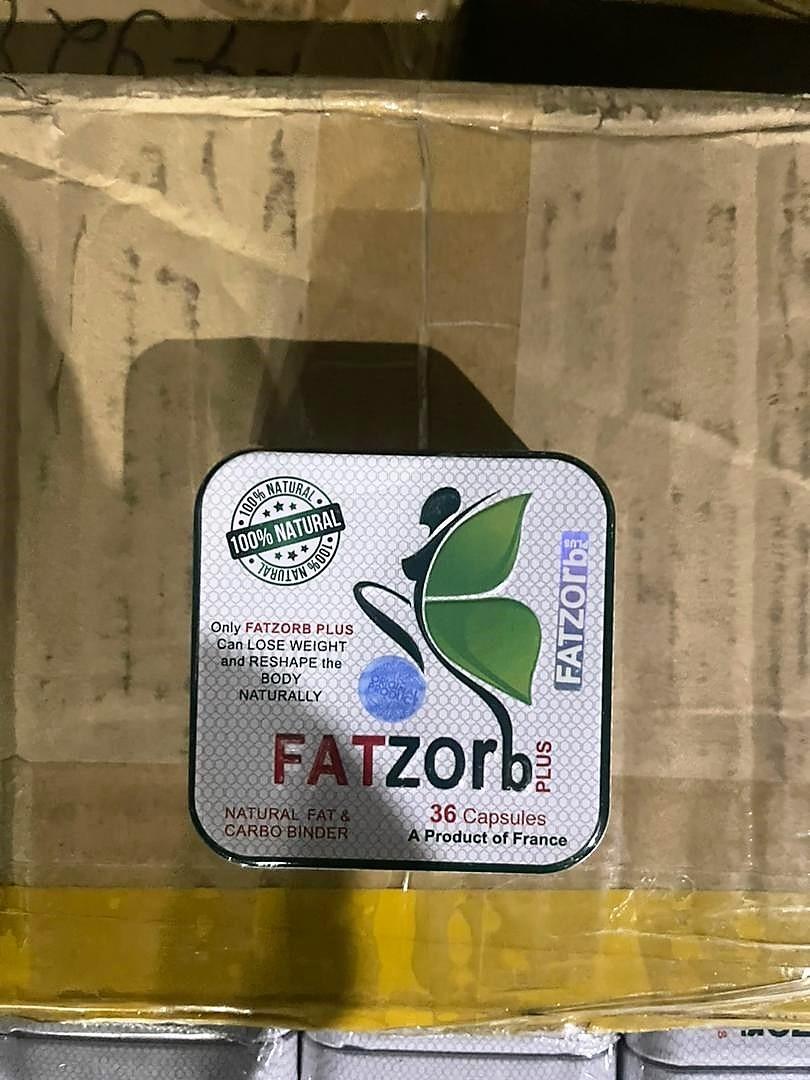 100% NATURAL
100% NATURAL
100% NATURAL
Only FATZORB PLUS
Can LOSE WEIGHT
and RESHAPE the
BODY
NATURALLY
FATZOrb PLUS
ORIGINAL
FATzorb PLUS
NATURAL FAT &
CARBO BINDER
36 Capsules
A Product of France